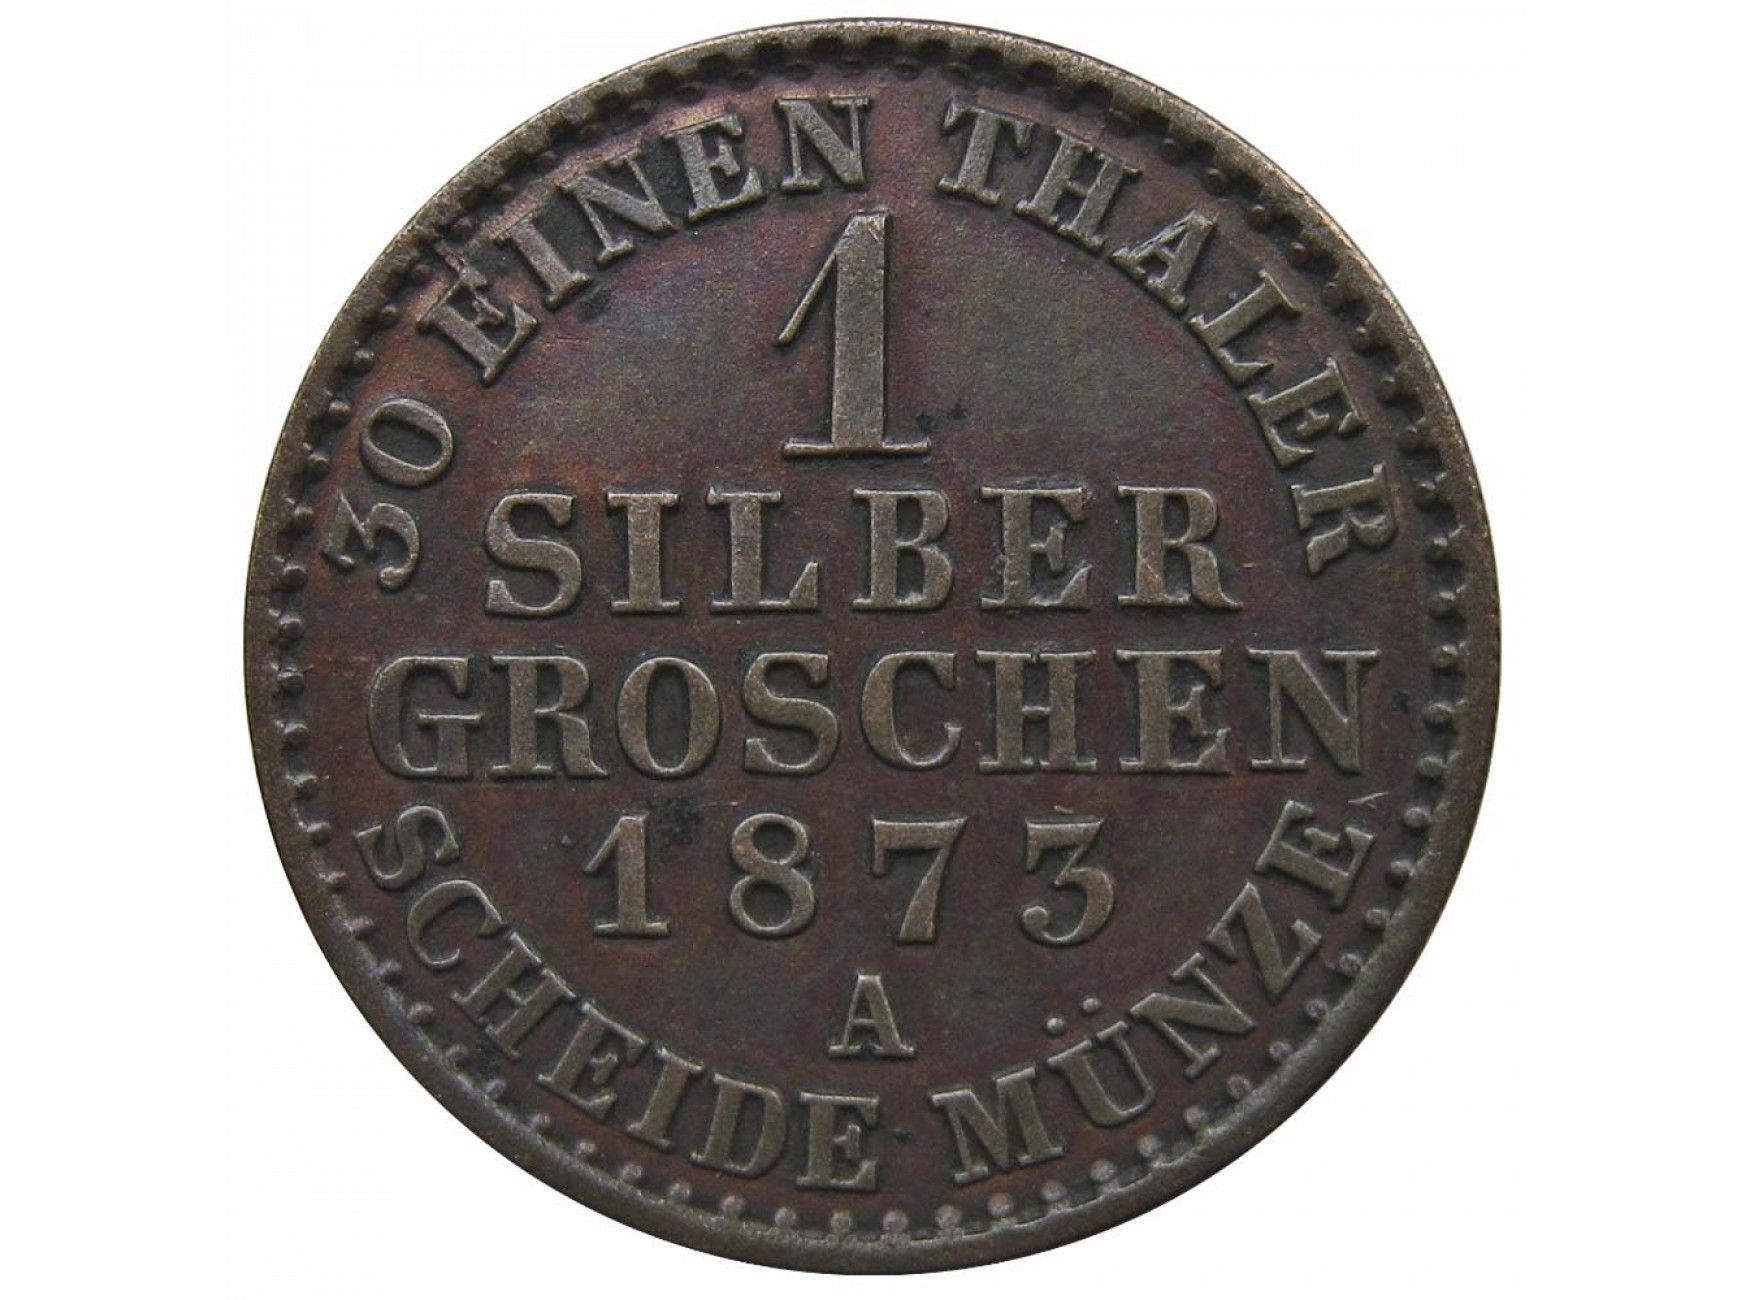 30 EINEN THALER
1
SILBER
GROSCHEN
1873
A
SCHEIDE MÜNZE